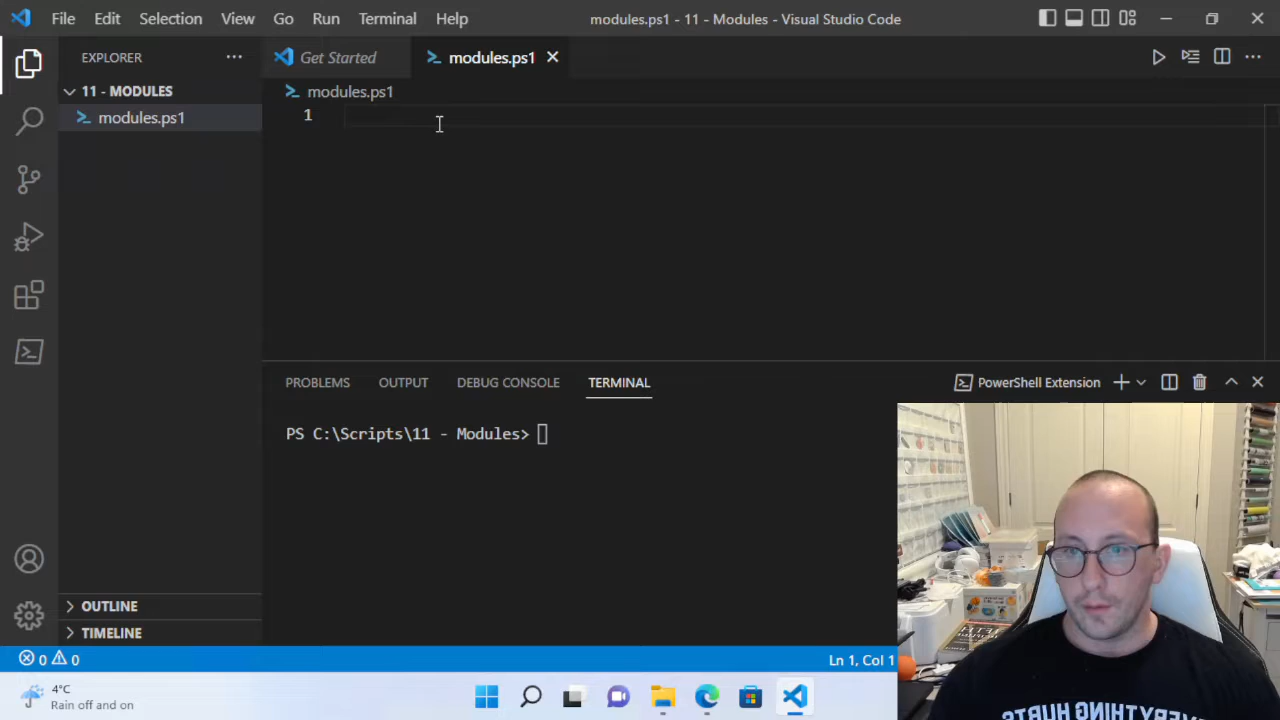 File Edit Selection View Go Run Terminal Help modules.ps1 - 11 - Modules - Visual Studio Code
EXPLORER Get Started modules.ps1
11 - MODULES modules.ps1
modules.ps1
1
PROBLEMS OUTPUT DEBUG CONSOLE TERMINAL PowerShell Extension
PS C:\Scripts\11 - Modules>
OUTLINE
TIMELINE
0 0 Ln 1, Col 1
4°C
Rain off and on
EVERYTHING HURTS